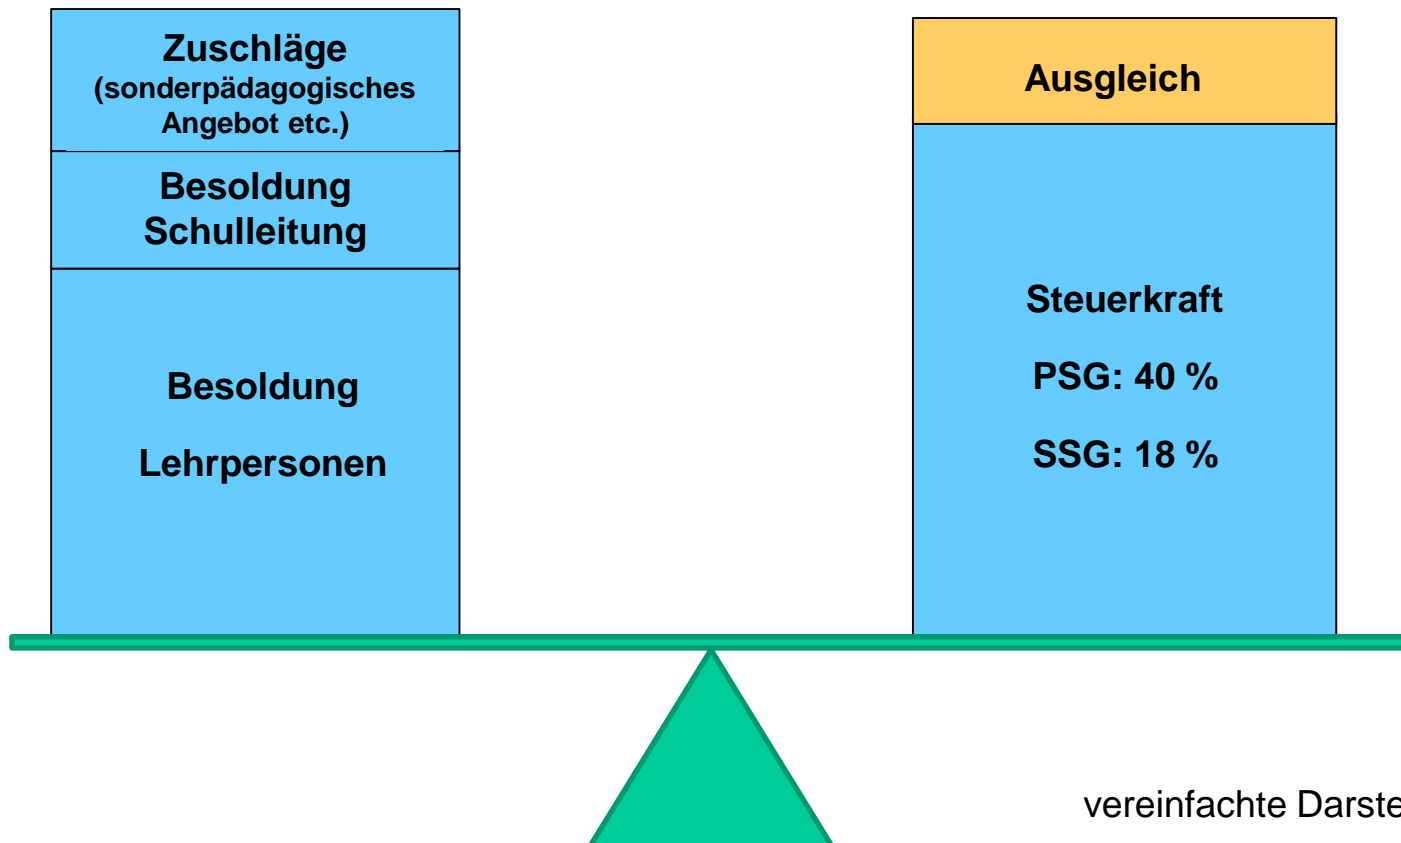 Zuschläge
(sonderpädagogisches
Angebot etc.)
Besoldung
Schulleitung
Besoldung
Lehrpersonen
Ausgleich
Steuerkraft
PSG: 40 %
SSG: 18 %
vereinfachte